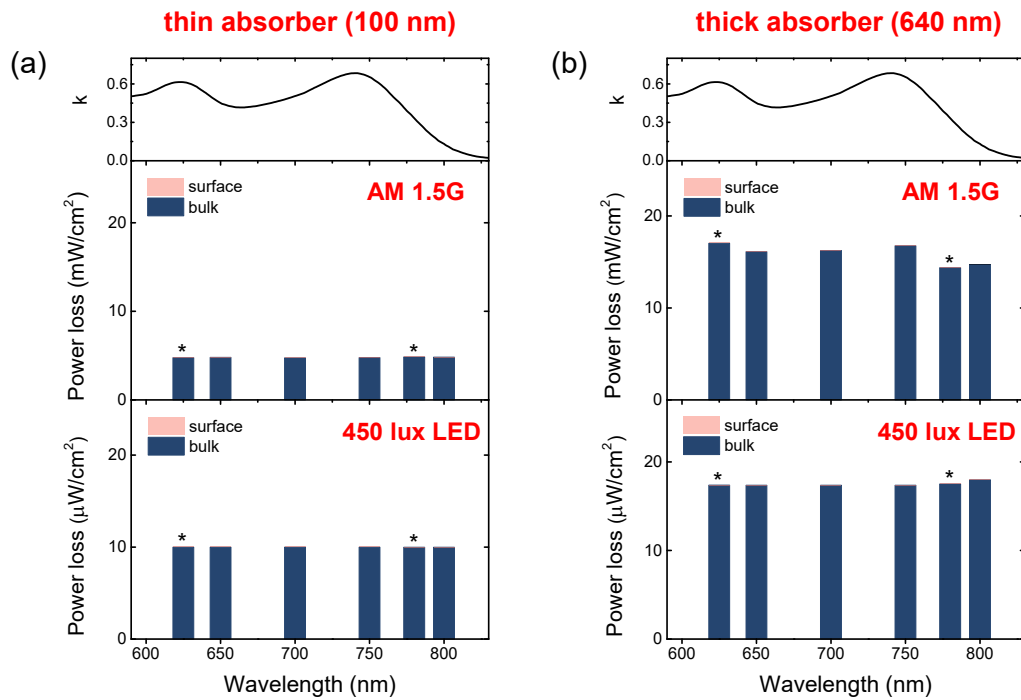 thin absorber (100 nm)
(a)
0.6
0.3
0.0
k
surface
bulk
AM 1.5G
20
10
0
Power loss (mW/cm²)
surface
bulk
450 lux LED
20
10
0
Power loss (μW/cm²)
*
*
*
*
600 650 700 750 800
Wavelength (nm)
thick absorber (640 nm)
(b)
0.6
0.3
0.0
k
surface
bulk
AM 1.5G
20
10
0
Power loss (mW/cm²)
*
*
surface
bulk
450 lux LED
20
10
0
Power loss (μW/cm²)
*
*
600 650 700 750 800
Wavelength (nm)